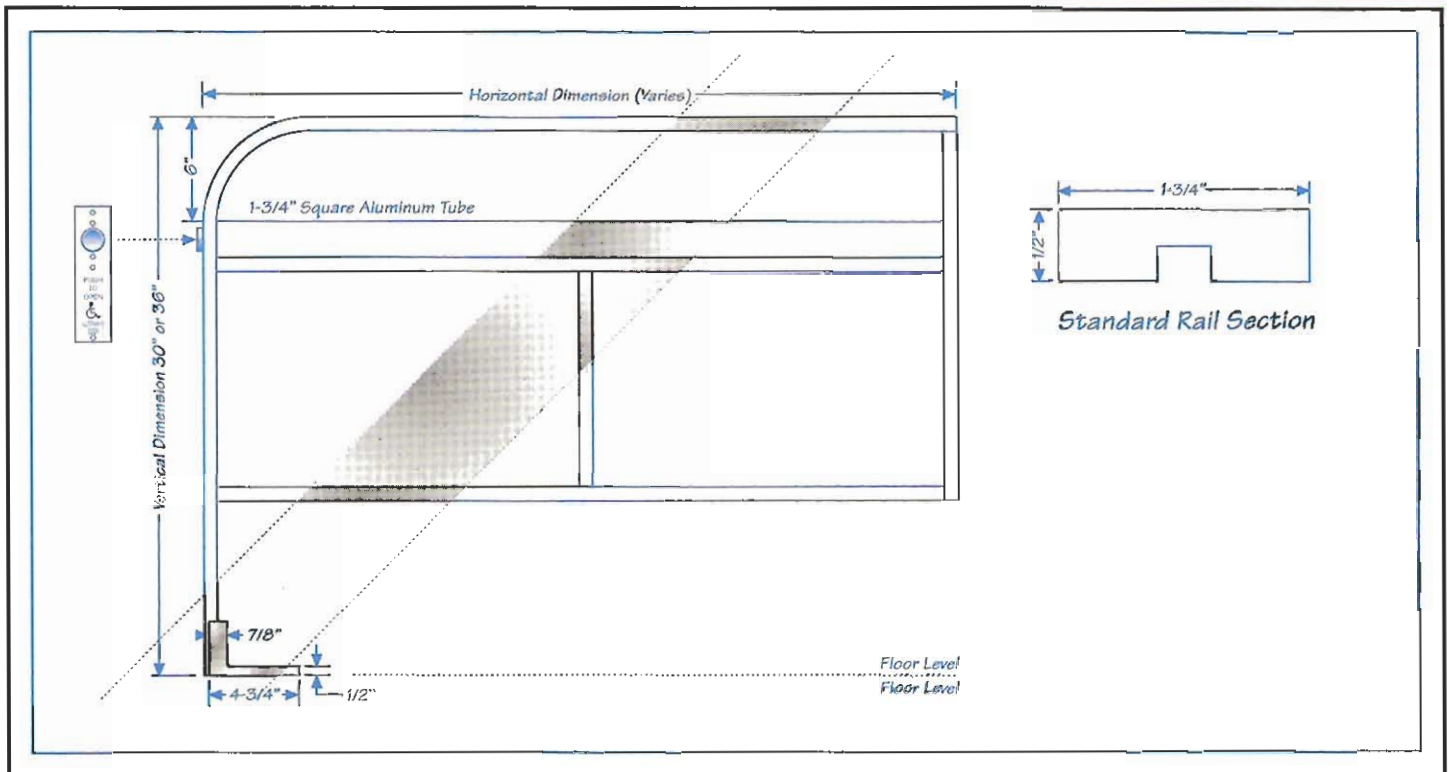 Horizontal Dimension (Varies)
6"
1-3/4" Square Aluminum Tube
1-3/4"
1/2"
PUSH
TO
OPEN
Vertical Dimension 30" or 36"
Standard Rail Section
7/8"
Floor Level
Floor Level
4-3/4"
1/2"